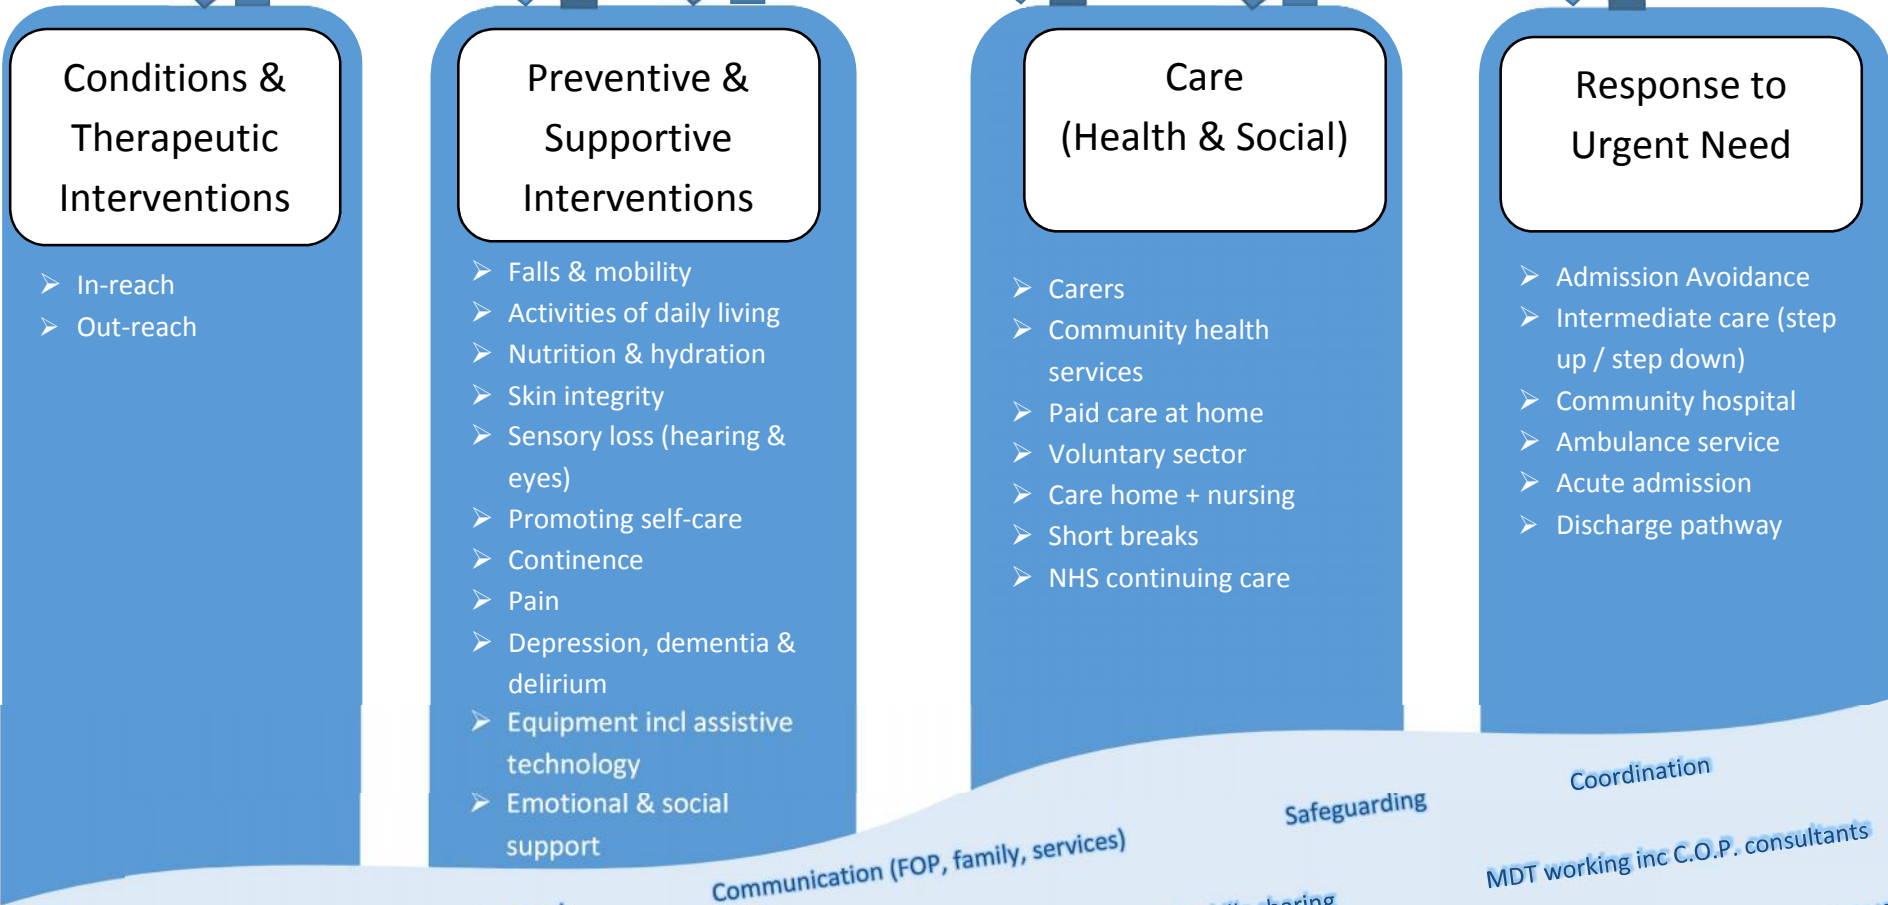 Conditions &
Therapeutic
Interventions
➢ In-reach
➢ Out-reach
Preventive &
Supportive
Interventions
➢ Falls & mobility
➢ Activities of daily living
➢ Nutrition & hydration
➢ Skin integrity
➢ Sensory loss (hearing &
eyes)
➢ Promoting self-care
➢ Continence
➢ Pain
➢ Depression, dementia &
delirium
➢ Equipment incl assistive
technology
➢ Emotional & social
support
Care
(Health & Social)
➢ Carers
➢ Community health
services
➢ Paid care at home
➢ Voluntary sector
➢ Care home + nursing
➢ Short breaks
➢ NHS continuing care
Response to
Urgent Need
➢ Admission Avoidance
➢ Intermediate care (step
up / step down)
➢ Community hospital
➢ Ambulance service
➢ Acute admission
➢ Discharge pathway
Coordination
Safeguarding
Communication (FOP, family, services)
MDT working inc C.O.P. consultants